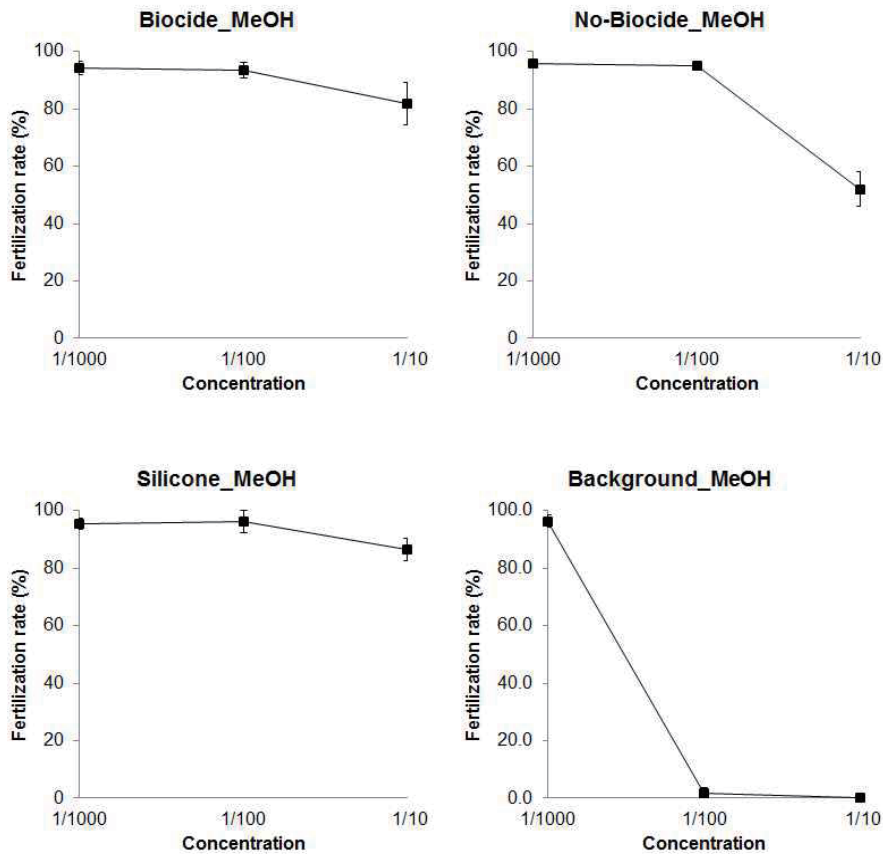 Biocide_MeOH
100
80
60
40
20
0
Fertilization rate (%)
1/1000 1/100 1/10
Concentration
No-Biocide_MeOH
100
80
60
40
20
0
Fertilization rate (%)
1/1000 1/100 1/10
Concentration
Silicone_MeOH
100
80
60
40
20
0
Fertilization rate (%)
1/1000 1/100 1/10
Concentration
Background_MeOH
100.0
80.0
60.0
40.0
20.0
0.0
Fertilization rate (%)
1/1000 1/100 1/10
Concentration